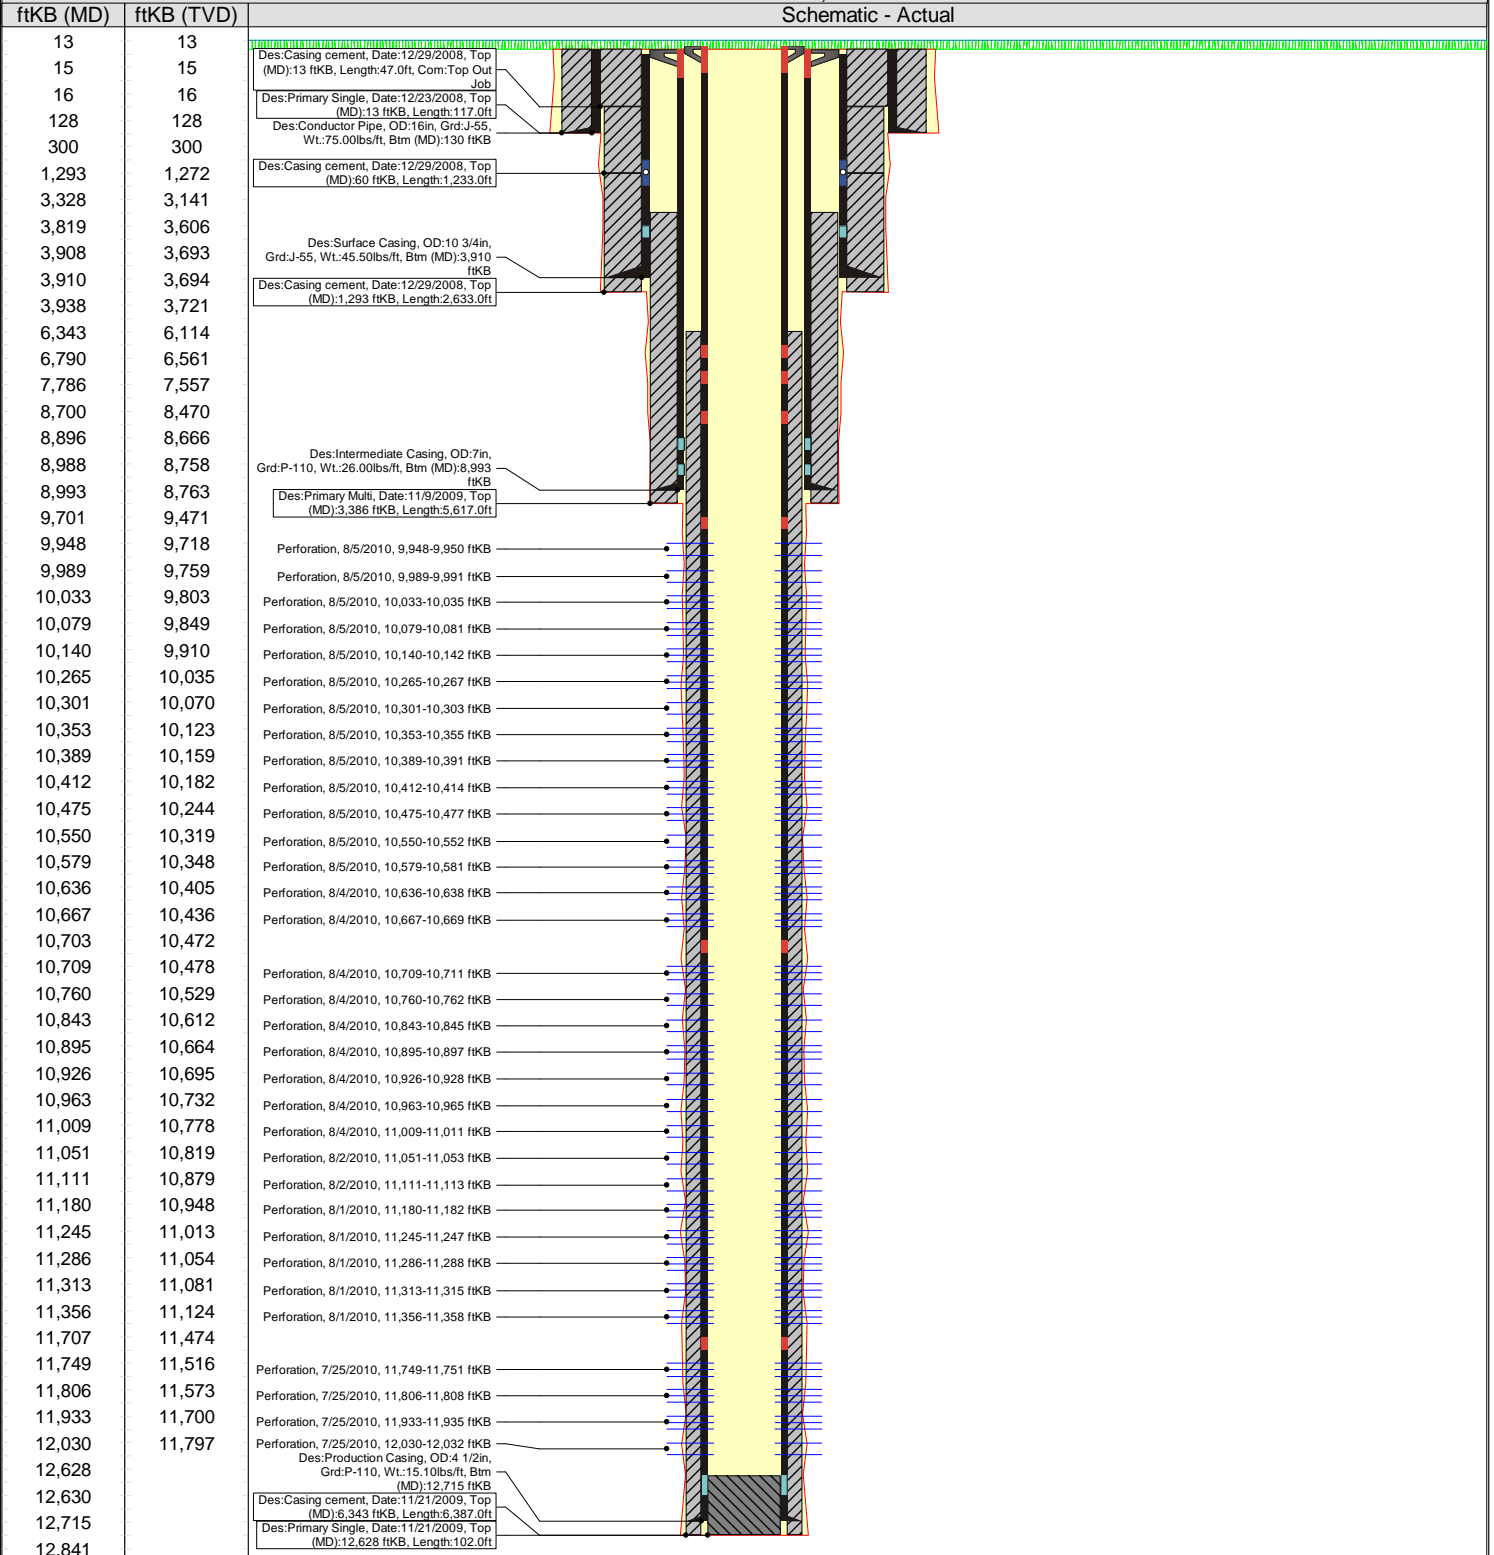 ftKB (MD) ftKB (TVD) Schematic - Actual
13 13
15 15
16 16
128 128
300 300
1,293 1,272
3,328 3,141
3,819 3,606
3,908 3,693
3,910 3,694
3,938 3,721
6,343 6,114
6,790 6,561
7,786 7,557
8,700 8,470
8,896 8,666
8,988 8,758
8,993 8,763
9,701 9,471
9,948 9,718
9,989 9,759
10,033 9,803
10,079 9,849
10,140 9,910
10,265 10,035
10,301 10,070
10,353 10,123
10,389 10,159
10,412 10,182
10,475 10,244
10,550 10,319
10,579 10,348
10,636 10,405
10,667 10,436
10,703 10,472
10,709 10,478
10,760 10,529
10,843 10,612
10,895 10,664
10,926 10,695
10,963 10,732
11,009 10,778
11,051 10,819
11,111 10,879
11,180 10,948
11,245 11,013
11,286 11,054
11,313 11,081
11,356 11,124
11,707 11,474
11,749 11,516
11,806 11,573
11,933 11,700
12,030 11,797
12,628
12,630
12,715
12,841
Des:Casing cement, Date:12/29/2008, Top
(MD):13 ftKB, Length:47.0ft, Com:Top Out
Job
Des:Primary Single, Date:12/23/2008, Top
(MD):13 ftKB, Length:117.0ft
Des:Conductor Pipe, OD:16in, Grd:J-55,
Wt.:75.00lbs/ft, Btm (MD):130 ftKB
Des:Casing cement, Date:12/29/2008, Top
(MD):60 ftKB, Length:1,233.0ft
Des:Surface Casing, OD:10 3/4in,
Grd:J-55, Wt.:45.50lbs/ft, Btm (MD):3,910
ftKB
Des:Casing cement, Date:12/29/2008, Top
(MD):1,293 ftKB, Length:2,633.0ft
Des:Intermediate Casing, OD:7in,
Grd:P-110, Wt.:26.00lbs/ft, Btm (MD):8,993
ftKB
Des:Primary Multi, Date:11/9/2009, Top
(MD):3,386 ftKB, Length:5,617.0ft
Perforation, 8/5/2010, 9,948-9,950 ftKB
Perforation, 8/5/2010, 9,989-9,991 ftKB
Perforation, 8/5/2010, 10,033-10,035 ftKB
Perforation, 8/5/2010, 10,079-10,081 ftKB
Perforation, 8/5/2010, 10,140-10,142 ftKB
Perforation, 8/5/2010, 10,265-10,267 ftKB
Perforation, 8/5/2010, 10,301-10,303 ftKB
Perforation, 8/5/2010, 10,353-10,355 ftKB
Perforation, 8/5/2010, 10,389-10,391 ftKB
Perforation, 8/5/2010, 10,412-10,414 ftKB
Perforation, 8/5/2010, 10,475-10,477 ftKB
Perforation, 8/5/2010, 10,550-10,552 ftKB
Perforation, 8/5/2010, 10,579-10,581 ftKB
Perforation, 8/4/2010, 10,636-10,638 ftKB
Perforation, 8/4/2010, 10,667-10,669 ftKB
Perforation, 8/4/2010, 10,709-10,711 ftKB
Perforation, 8/4/2010, 10,760-10,762 ftKB
Perforation, 8/4/2010, 10,843-10,845 ftKB
Perforation, 8/4/2010, 10,895-10,897 ftKB
Perforation, 8/4/2010, 10,926-10,928 ftKB
Perforation, 8/4/2010, 10,963-10,965 ftKB
Perforation, 8/4/2010, 11,009-11,011 ftKB
Perforation, 8/2/2010, 11,051-11,053 ftKB
Perforation, 8/2/2010, 11,111-11,113 ftKB
Perforation, 8/1/2010, 11,180-11,182 ftKB
Perforation, 8/1/2010, 11,245-11,247 ftKB
Perforation, 8/1/2010, 11,286-11,288 ftKB
Perforation, 8/1/2010, 11,313-11,315 ftKB
Perforation, 8/1/2010, 11,356-11,358 ftKB
Perforation, 7/25/2010, 11,749-11,751 ftKB
Perforation, 7/25/2010, 11,806-11,808 ftKB
Perforation, 7/25/2010, 11,933-11,935 ftKB
Perforation, 7/25/2010, 12,030-12,032 ftKB
Des:Production Casing, OD:4 1/2in,
Grd:P-110, Wt.:15.10lbs/ft, Btm
(MD):12,715 ftKB
Des:Casing cement, Date:11/21/2009, Top
(MD):6,343 ftKB, Length:6,387.0ft
Des:Primary Single, Date:11/21/2009, Top
(MD):12,628 ftKB, Length:102.0ft